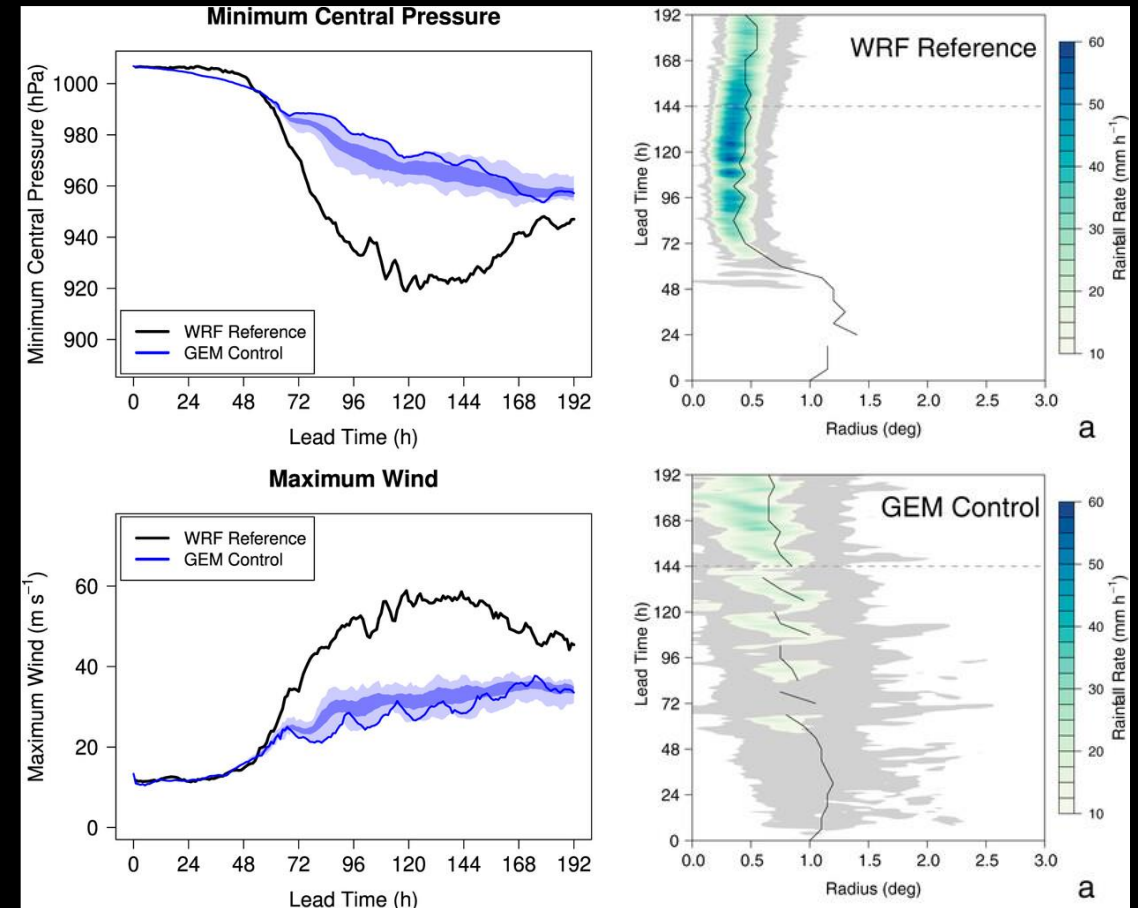 Minimum Central Pressure
Minimum Central Pressure (hPa)
1000
980
960
940
920
900
WRF Reference
GEM Control
0 24 48 72 96 120 144 168 192
Lead Time (h)
WRF Reference
Lead Time (h)
192
168
144
120
96
72
48
24
0
0.0 0.5 1.0 1.5 2.0 2.5 3.0
Radius (deg)
60
50
40
30
20
10
Rainfall Rate (mm h⁻¹)
a
Maximum Wind
Maximum Wind (m s⁻¹)
60
40
20
0
WRF Reference
GEM Control
0 24 48 72 96 120 144 168 192
Lead Time (h)
GEM Control
Lead Time (h)
192
168
144
120
96
72
48
24
0
0.0 0.5 1.0 1.5 2.0 2.5 3.0
Radius (deg)
60
50
40
30
20
10
Rainfall Rate (mm h⁻¹)
a